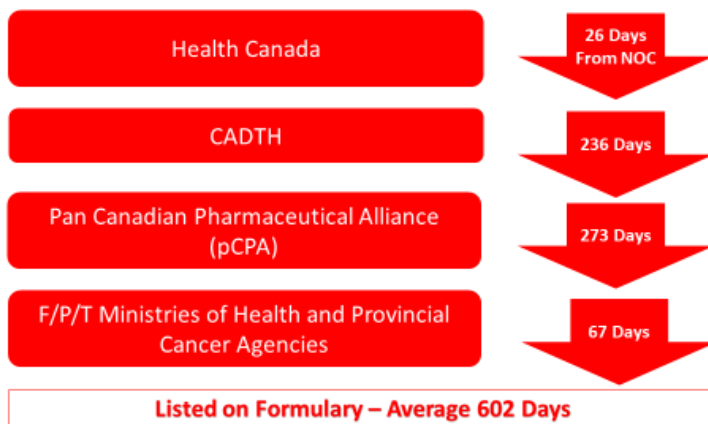 Health Canada
26 Days
From NOC
CADTH
236 Days
Pan Canadian Pharmaceutical Alliance
(pCPA)
273 Days
F/P/T Ministries of Health and Provincial
Cancer Agencies
67 Days
Listed on Formulary – Average 602 Days